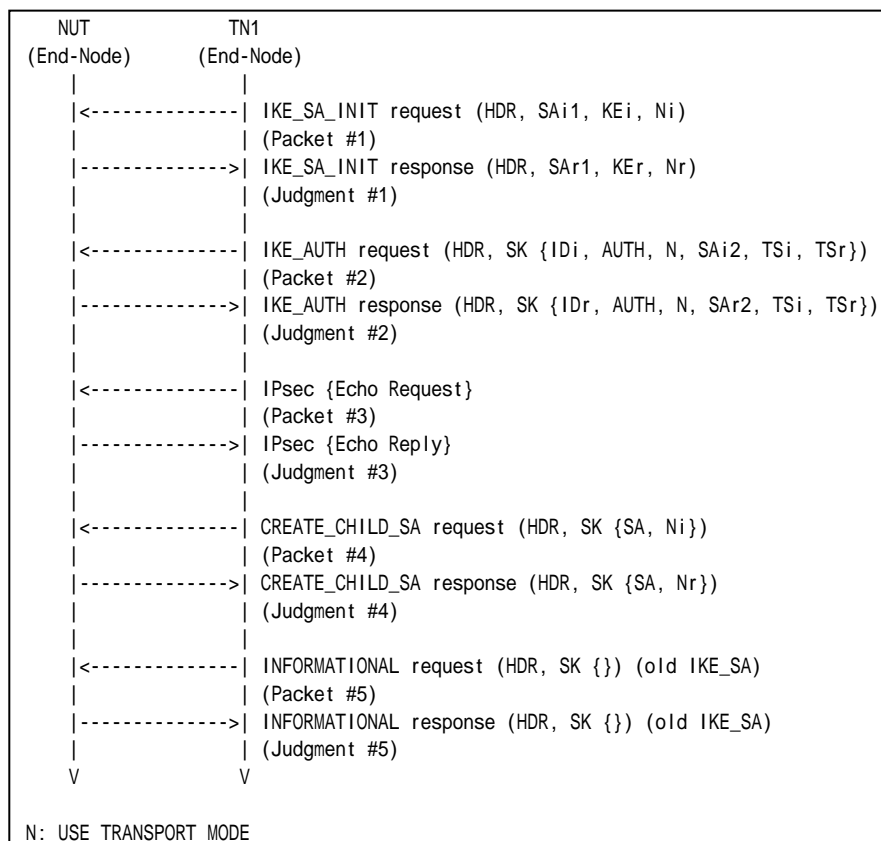 NUT TN1
(End-Node) (End-Node)
| |
|<--------------| IKE_SA_INIT request (HDR, SAi1, KEi, Ni)
| | (Packet #1)
|-------------->| IKE_SA_INIT response (HDR, SAr1, KEr, Nr)
| | (Judgment #1)
| |
|<--------------| IKE_AUTH request (HDR, SK {IDi, AUTH, N, SAi2, TSi, TSr})
| | (Packet #2)
|-------------->| IKE_AUTH response (HDR, SK {IDr, AUTH, N, SAr2, TSi, TSr})
| | (Judgment #2)
| |
|<--------------| IPsec {Echo Request}
| | (Packet #3)
|-------------->| IPsec {Echo Reply}
| | (Judgment #3)
| |
|<--------------| CREATE_CHILD_SA request (HDR, SK {SA, Ni})
| | (Packet #4)
|-------------->| CREATE_CHILD_SA response (HDR, SK {SA, Nr})
| | (Judgment #4)
| |
|<--------------| INFORMATIONAL request (HDR, SK {}) (old IKE_SA)
| | (Packet #5)
|-------------->| INFORMATIONAL response (HDR, SK {}) (old IKE_SA)
| | (Judgment #5)
V V
N: USE TRANSPORT MODE